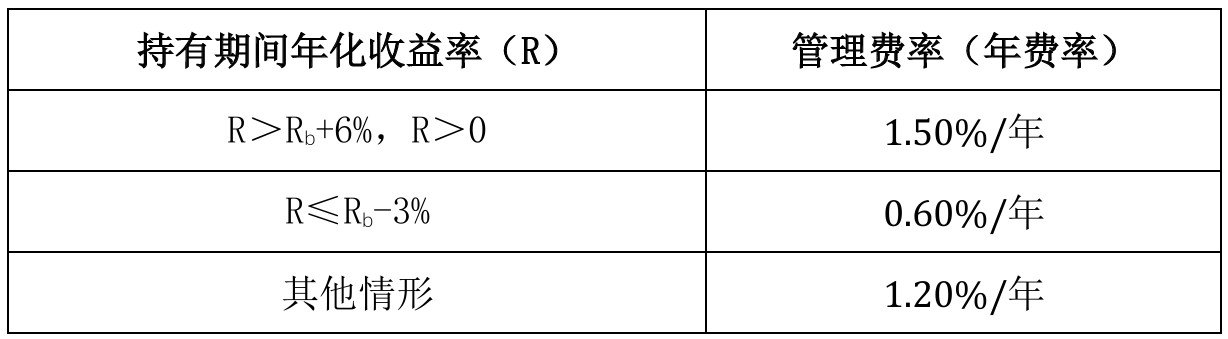 持有期间年化收益率（R） 管理费率（年费率）
R＞Rb+6%，R＞0 1.50%/年
R≤Rb-3% 0.60%/年
其他情形 1.20%/年